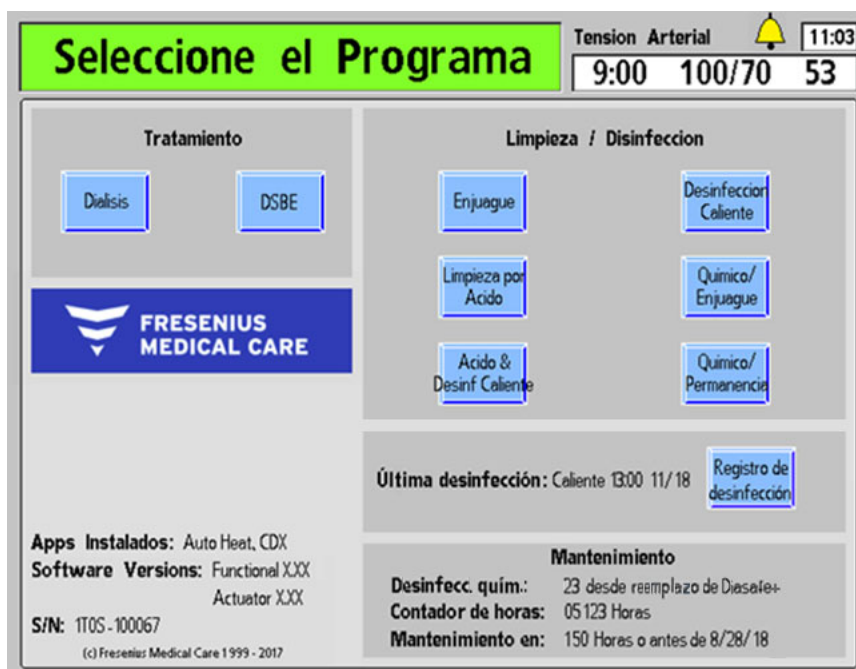 Seleccione el Programa
Tension Arterial
11:03
9:00 100/70 53
Tratamiento
Dialisis
DSBE
Limpieza / Disinfeccion
Enjuague
Desinfeccion
Caliente
Limpieza por
Acido
Quimico/
Enjuague
Acido &
Desinf Caliente
Quimico/
Permanencia
FRESENIUS
MEDICAL CARE
Última desinfección: Caliente 13:00 11/18
Registro de
desinfección
Apps Instalados: Auto Heat, CDX
Software Versions: Functional X.XX
Actuator X.XX
S/N: 1T0S-100067
(c) Fresenius Medical Care 1999 - 2017
Mantenimiento
Desinfecc. quím.: 23 desde reemplazo de Diasafe+
Contador de horas: 05123 Horas
Mantenimiento en: 150 Horas o antes de 8/28/18